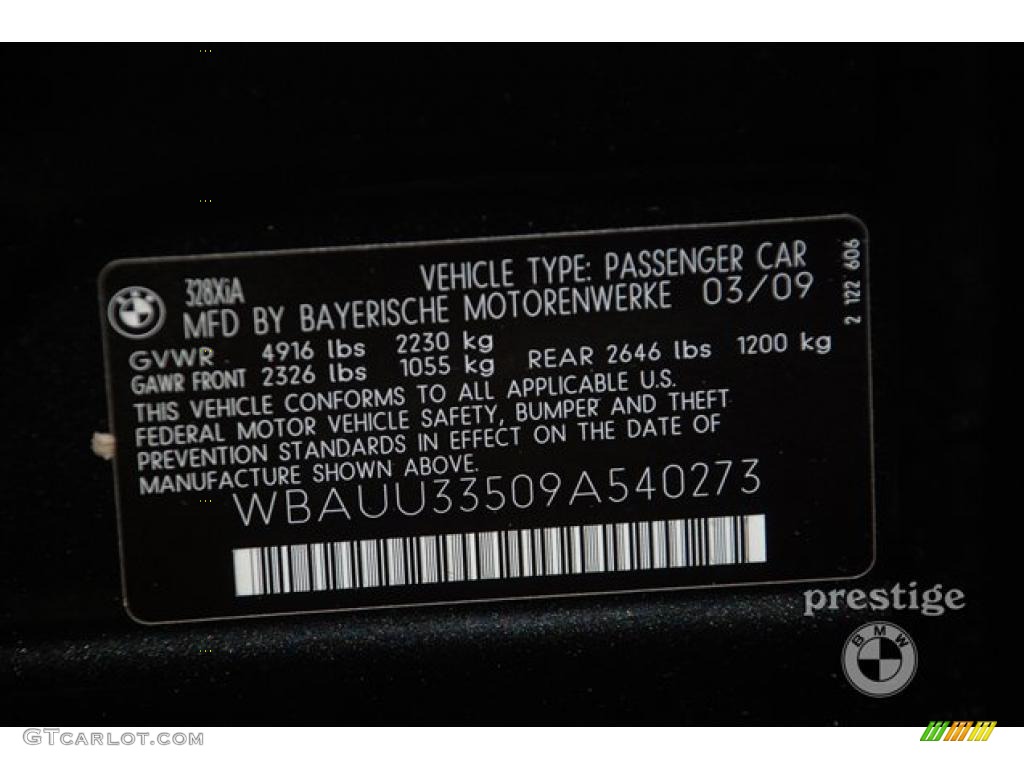 328XiA VEHICLE TYPE: PASSENGER CAR
MFD BY BAYERISCHE MOTORENWERKE 03/09
GVWR 4916 lbs 2230 kg
GAWR FRONT 2326 lbs 1055 kg REAR 2646 lbs 1200 kg
THIS VEHICLE CONFORMS TO ALL APPLICABLE U.S.
FEDERAL MOTOR VEHICLE SAFETY, BUMPER AND THEFT
PREVENTION STANDARDS IN EFFECT ON THE DATE OF
MANUFACTURE SHOWN ABOVE.
WBAUU33509A540273
2 122 606
prestige
BMW
GTCARLOT.COM